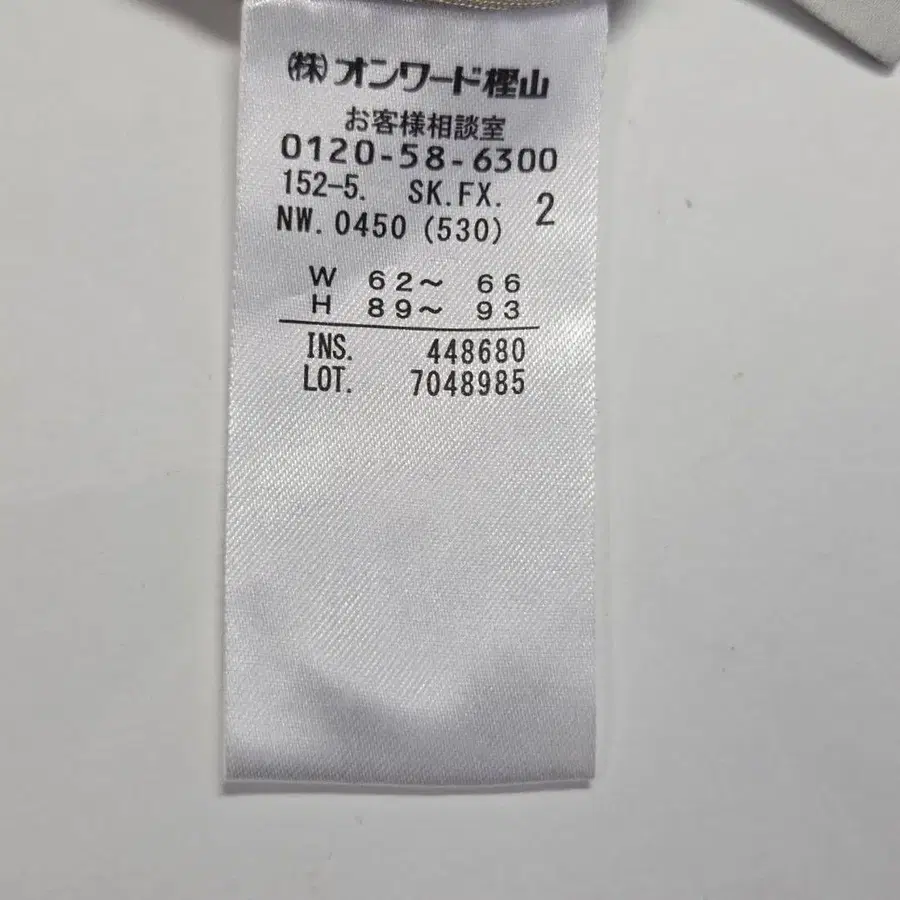 ㈱オンワード樫山
お客様相談室
0120-58-6300
152-5. SK.FX. 2
NW. 0450 (530)
W 62～ 66
H 89～ 93
INS. 448680
LOT. 7048985